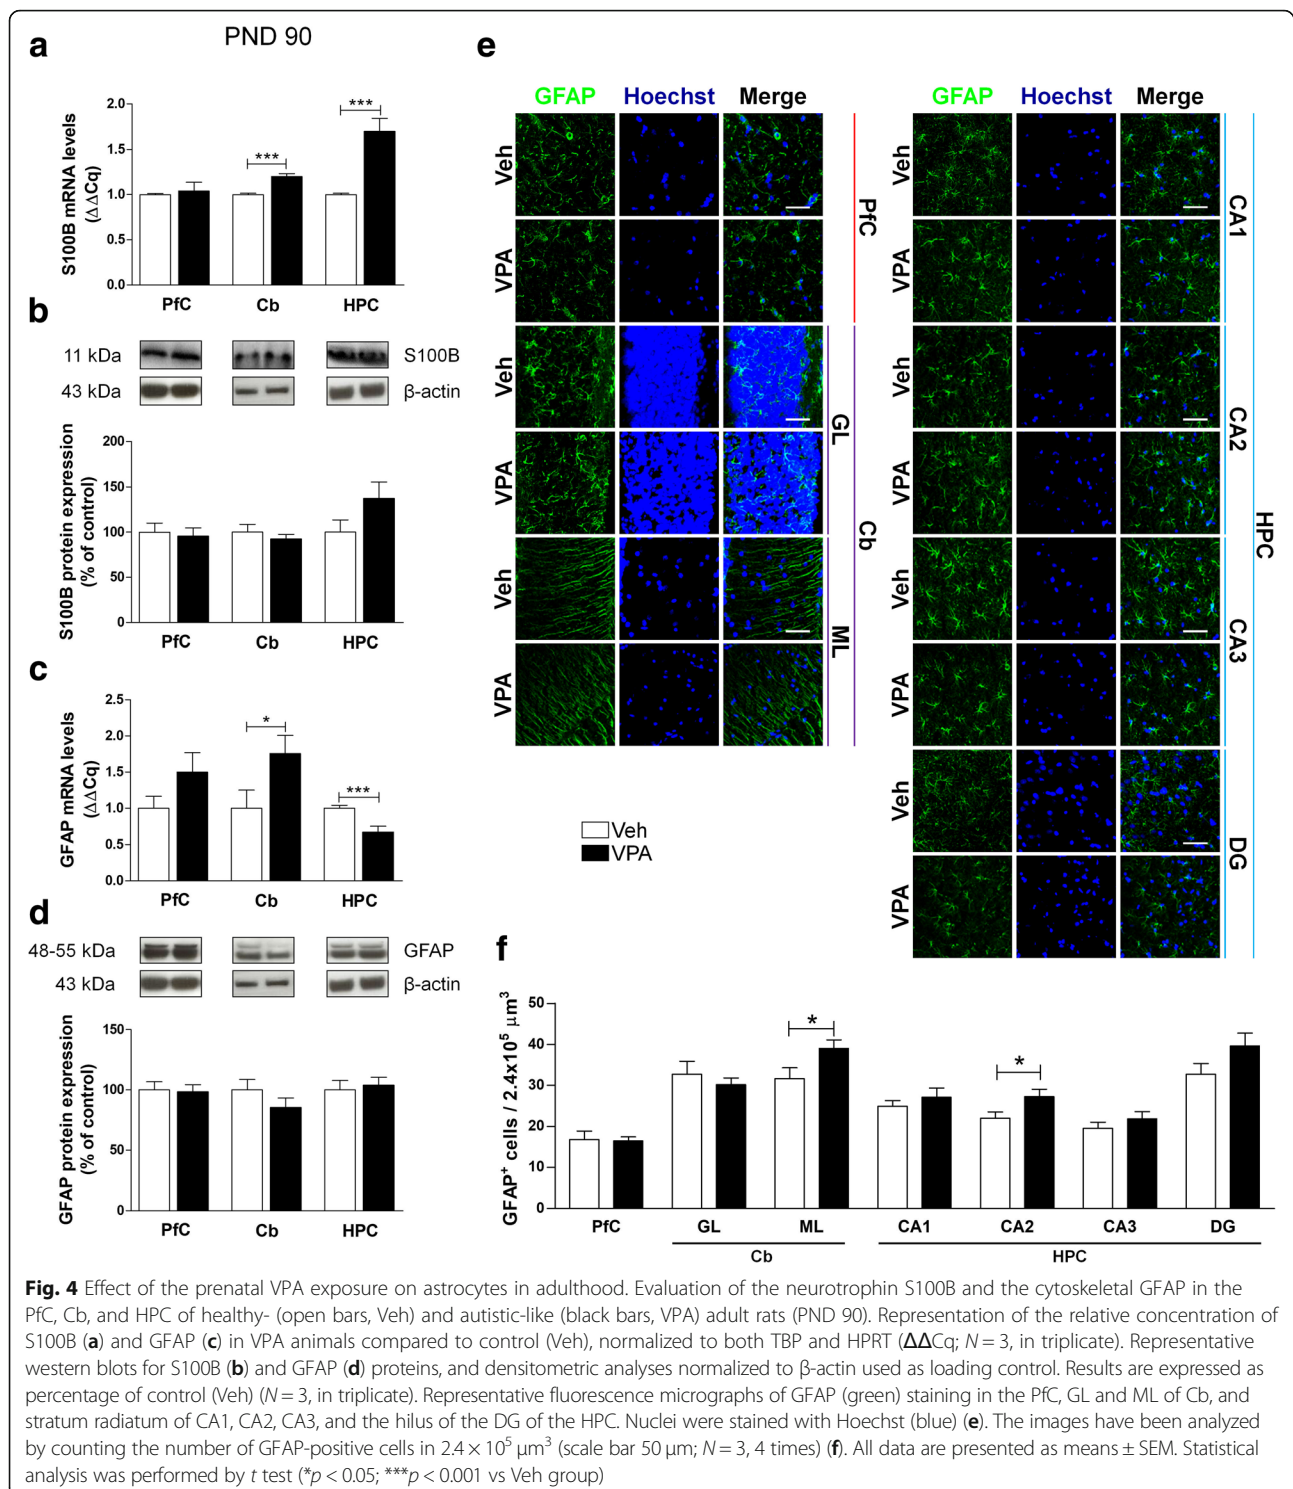 a
PND 90
2.0
1.5
1.0
0.5
0.0
S100B mRNA levels
(ΔΔCq)
***
***
PfC Cb HPC
b
11 kDa S100B
43 kDa β-actin
200
150
100
50
0
S100B protein expression
(% of control)
PfC Cb HPC
c
2.5
2.0
1.5
1.0
0.5
0.0
GFAP mRNA levels
(ΔΔCq)
*
***
PfC Cb HPC
d
48-55 kDa GFAP
43 kDa β-actin
150
100
50
0
GFAP protein expression
(% of control)
PfC Cb HPC
e
GFAP Hoechst Merge
Veh
VPA
PfC
Veh
VPA
GL
Veh
VPA
ML
Cb
GFAP Hoechst Merge
Veh
VPA
CA1
Veh
VPA
CA2
Veh
VPA
CA3
Veh
VPA
DG
HPC
Veh
VPA
f
50
40
30
20
10
0
GFAP⁺ cells / 2.4x10⁵ µm³
*
*
PfC GL ML CA1 CA2 CA3 DG
Cb HPC
Fig. 4 Effect of the prenatal VPA exposure on astrocytes in adulthood. Evaluation of the neurotrophin S100B and the cytoskeletal GFAP in the
PfC, Cb, and HPC of healthy- (open bars, Veh) and autistic-like (black bars, VPA) adult rats (PND 90). Representation of the relative concentration of
S100B (a) and GFAP (c) in VPA animals compared to control (Veh), normalized to both TBP and HPRT (ΔΔCq; N = 3, in triplicate). Representative
western blots for S100B (b) and GFAP (d) proteins, and densitometric analyses normalized to β-actin used as loading control. Results are expressed as
percentage of control (Veh) (N = 3, in triplicate). Representative fluorescence micrographs of GFAP (green) staining in the PfC, GL and ML of Cb, and
stratum radiatum of CA1, CA2, CA3, and the hilus of the DG of the HPC. Nuclei were stained with Hoechst (blue) (e). The images have been analyzed
by counting the number of GFAP-positive cells in 2.4 × 10⁵ µm³ (scale bar 50 µm; N = 3, 4 times) (f). All data are presented as means ± SEM. Statistical
analysis was performed by t test (*p < 0.05; ***p < 0.001 vs Veh group)